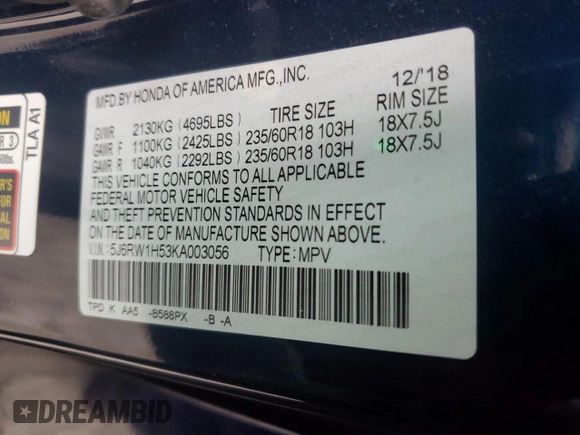 MFD.BY HONDA OF AMERICA MFG.,INC. 12/'18
GVWR 2130KG (4695LBS) TIRE SIZE RIM SIZE
GAWR F 1100KG (2425LBS) 235/60R18 103H 18X7.5J
GAWR R 1040KG (2292LBS) 235/60R18 103H 18X7.5J
THIS VEHICLE CONFORMS TO ALL APPLICABLE
FEDERAL MOTOR VEHICLE SAFETY
AND THEFT PREVENTION STANDARDS IN EFFECT
ON THE DATE OF MANUFACTURE SHOWN ABOVE.
V.I.N.: 5J6RW1H53KA003056 TYPE: MPV
TPD K AA5 -B588PX -B -A
TLA A1
DREAMBID